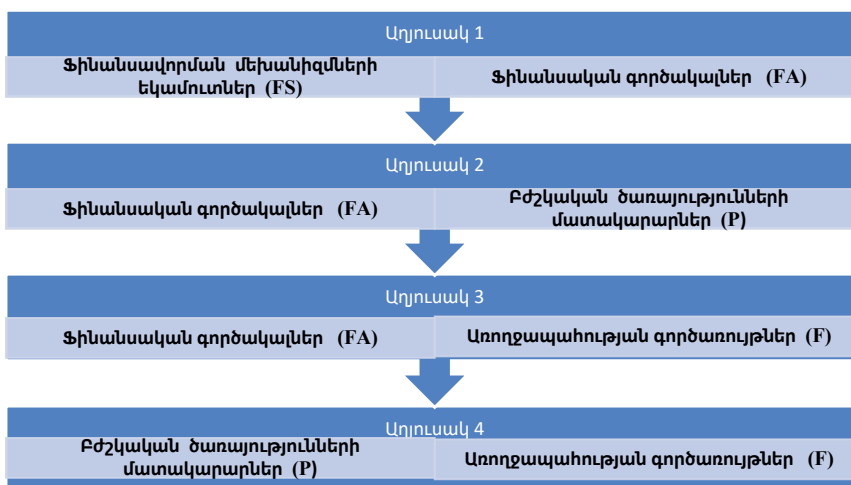 Աղյուսակ 1
Ֆինանսավորման մեխանիզմների
եկամուտներ (FS)
Ֆինանսական գործակալներ (FA)
Աղյուսակ 2
Ֆինանսական գործակալներ (FA)
Բժշկական ծառայությունների
մատակարարներ (P)
Աղյուսակ 3
Ֆինանսական գործակալներ (FA)
Առողջապահության գործառույթներ (F)
Աղյուսակ 4
Բժշկական ծառայությունների
մատակարարներ (P)
Առողջապահության գործառույթներ (F)